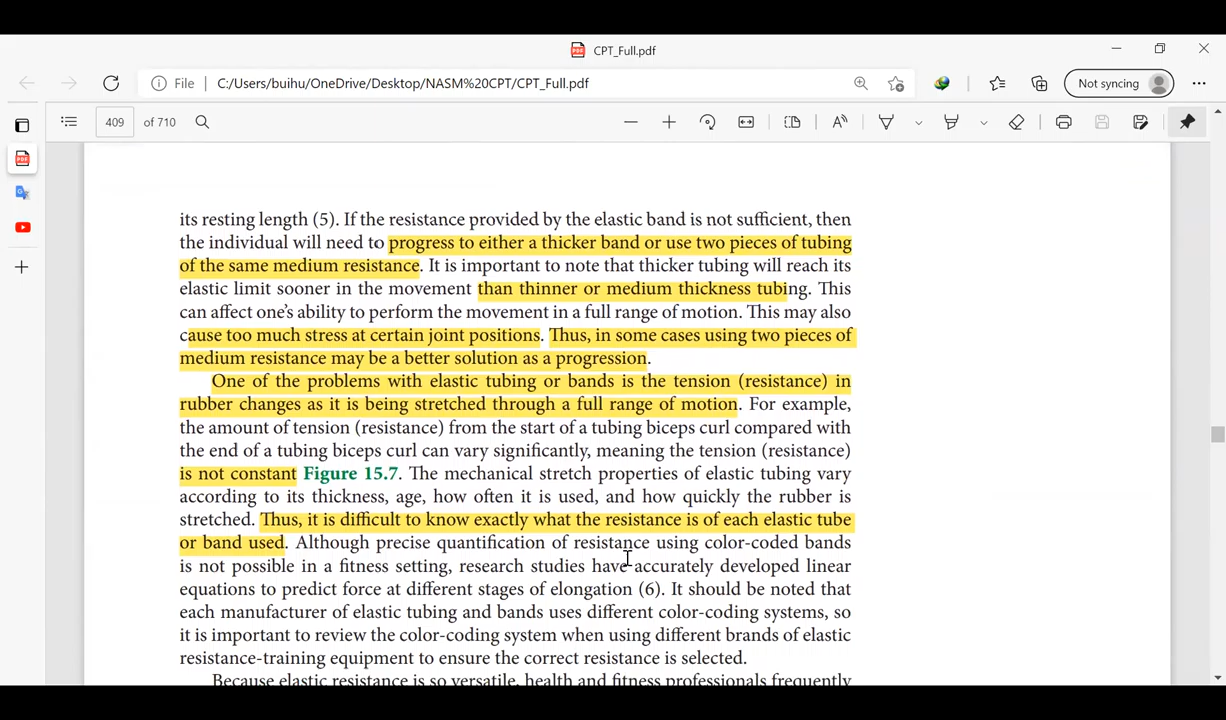 CPT_Full.pdf
File
C:/Users/buihu/OneDrive/Desktop/NASM%20CPT/CPT_Full.pdf
Not syncing
409 of 710
its resting length (5). If the resistance provided by the elastic band is not sufficient, then
the individual will need to progress to either a thicker band or use two pieces of tubing
of the same medium resistance. It is important to note that thicker tubing will reach its
elastic limit sooner in the movement than thinner or medium thickness tubing. This
can affect one's ability to perform the movement in a full range of motion. This may also
cause too much stress at certain joint positions. Thus, in some cases using two pieces of
medium resistance may be a better solution as a progression.
One of the problems with elastic tubing or bands is the tension (resistance) in
rubber changes as it is being stretched through a full range of motion. For example,
the amount of tension (resistance) from the start of a tubing biceps curl compared with
the end of a tubing biceps curl can vary significantly, meaning the tension (resistance)
is not constant Figure 15.7. The mechanical stretch properties of elastic tubing vary
according to its thickness, age, how often it is used, and how quickly the rubber is
stretched. Thus, it is difficult to know exactly what the resistance is of each elastic tube
or band used. Although precise quantification of resistance using color-coded bands
is not possible in a fitness setting, research studies have accurately developed linear
equations to predict force at different stages of elongation (6). It should be noted that
each manufacturer of elastic tubing and bands uses different color-coding systems, so
it is important to review the color-coding system when using different brands of elastic
resistance-training equipment to ensure the correct resistance is selected.
Because elastic resistance is so versatile, health and fitness professionals frequently